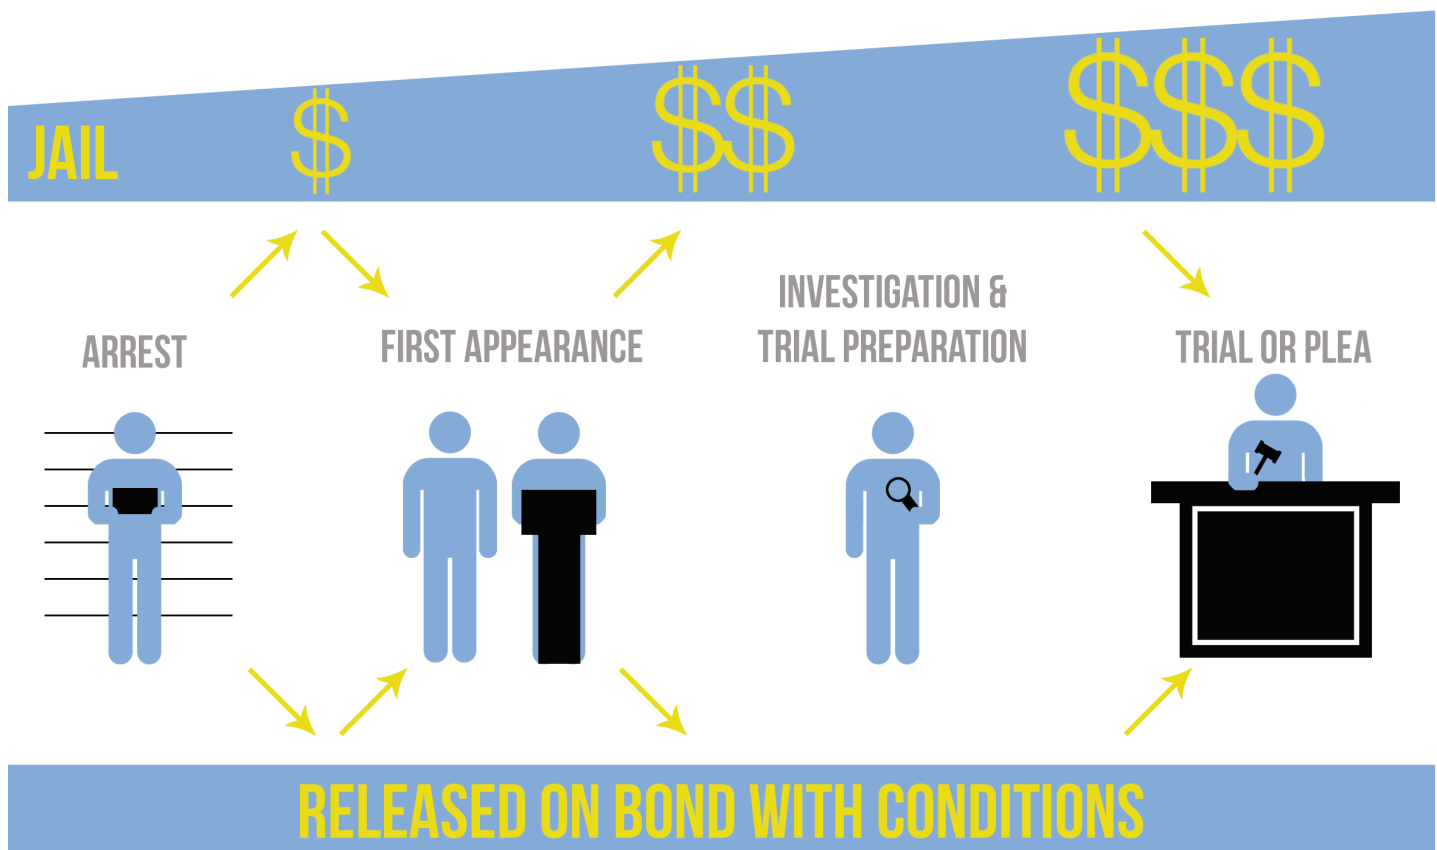 JAIL
$
$$
$$$
ARREST
FIRST APPEARANCE
INVESTIGATION &
TRIAL PREPARATION
TRIAL OR PLEA
RELEASED ON BOND WITH CONDITIONS